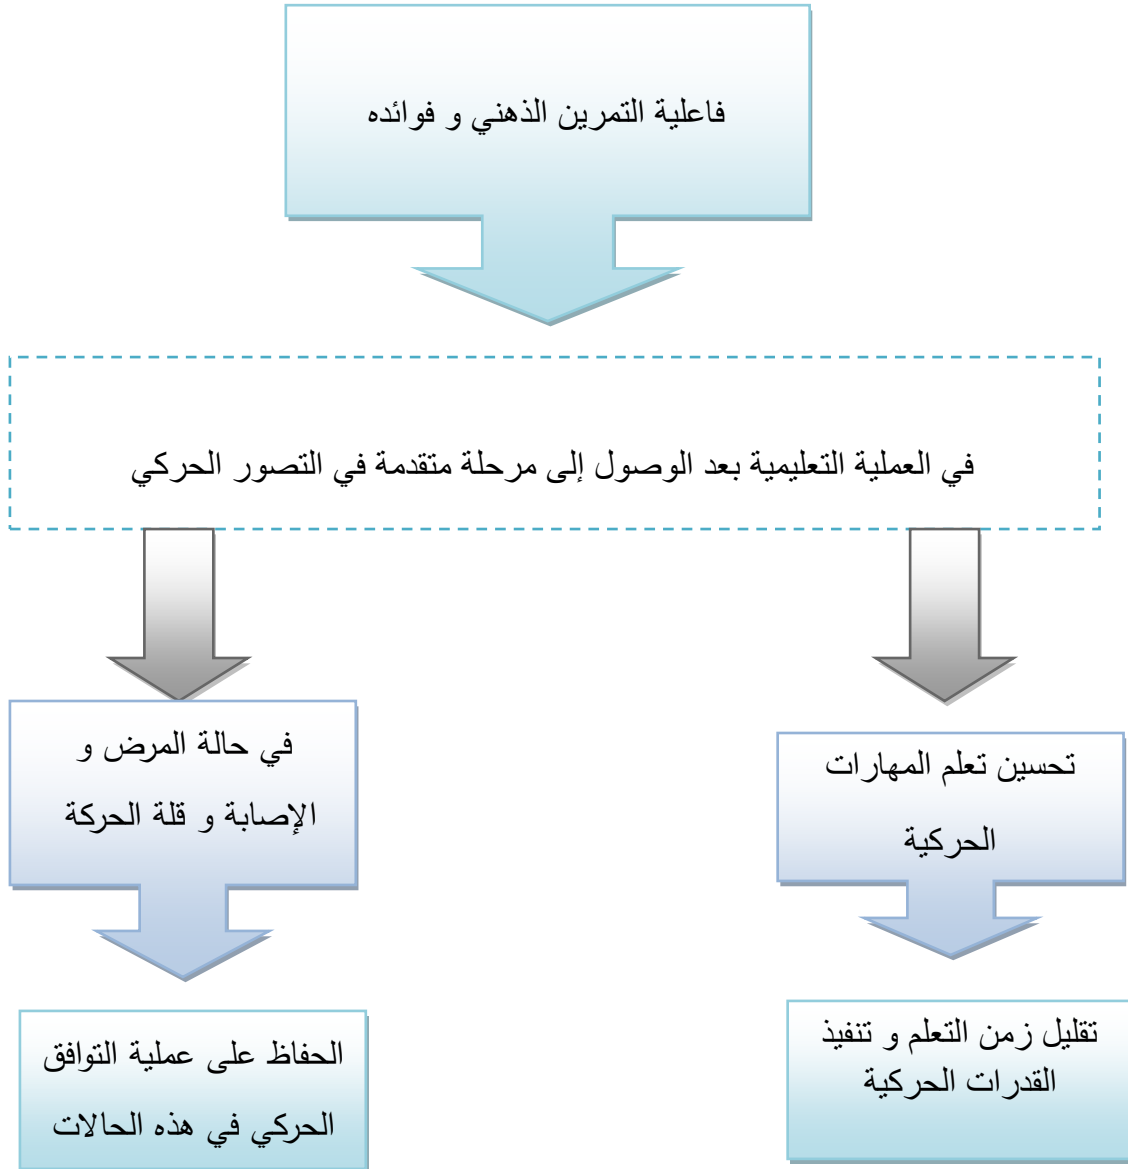 فاعلية التمرين الذهني و فوائده
في العملية التعليمية بعد الوصول إلى مرحلة متقدمة في التصور الحركي
تحسين تعلم المهارات
الحركية
في حالة المرض و
الإصابة و قلة الحركة
تقليل زمن التعلم و تنفيذ
القدرات الحركية
الحفاظ على عملية التوافق
الحركي في هذه الحالات